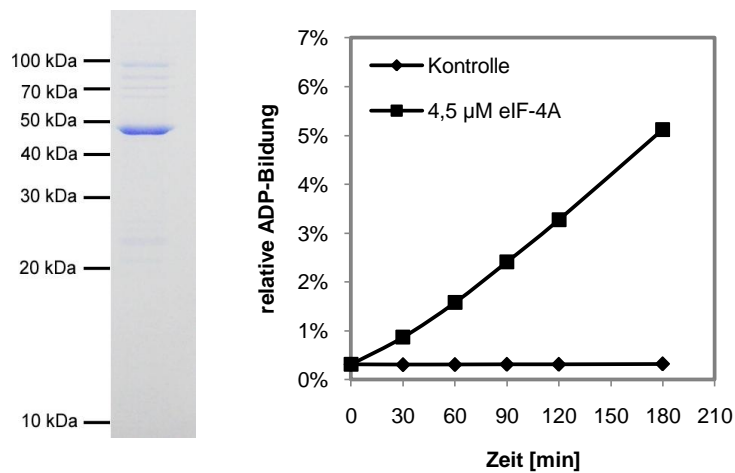 100 kDa
70 kDa
50 kDa
40 kDa
30 kDa
20 kDa
10 kDa
relative ADP-Bildung
7%
6%
5%
4%
3%
2%
1%
0%
Kontrolle
4,5 µM eIF-4A
0 30 60 90 120 150 180 210
Zeit [min]